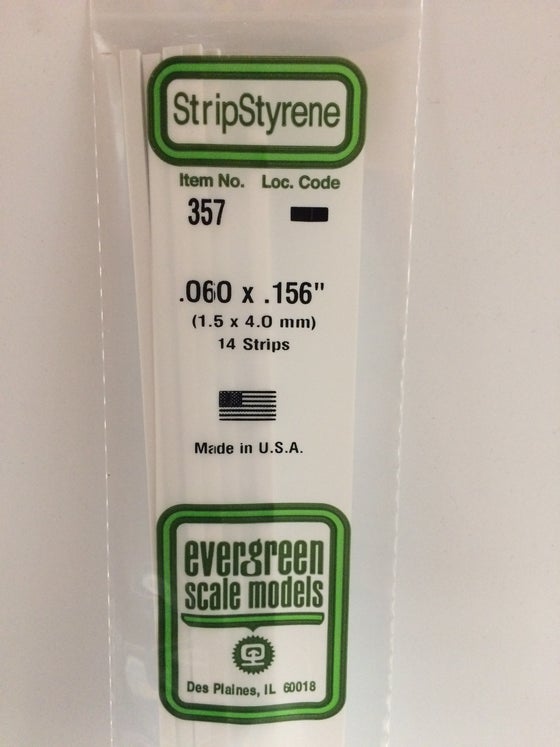 StripStyrene
Item No. Loc. Code
357
.060 x .156"
(1.5 x 4.0 mm)
14 Strips
Made in U.S.A.
evergreen
scale models
Des Plaines, IL 60018